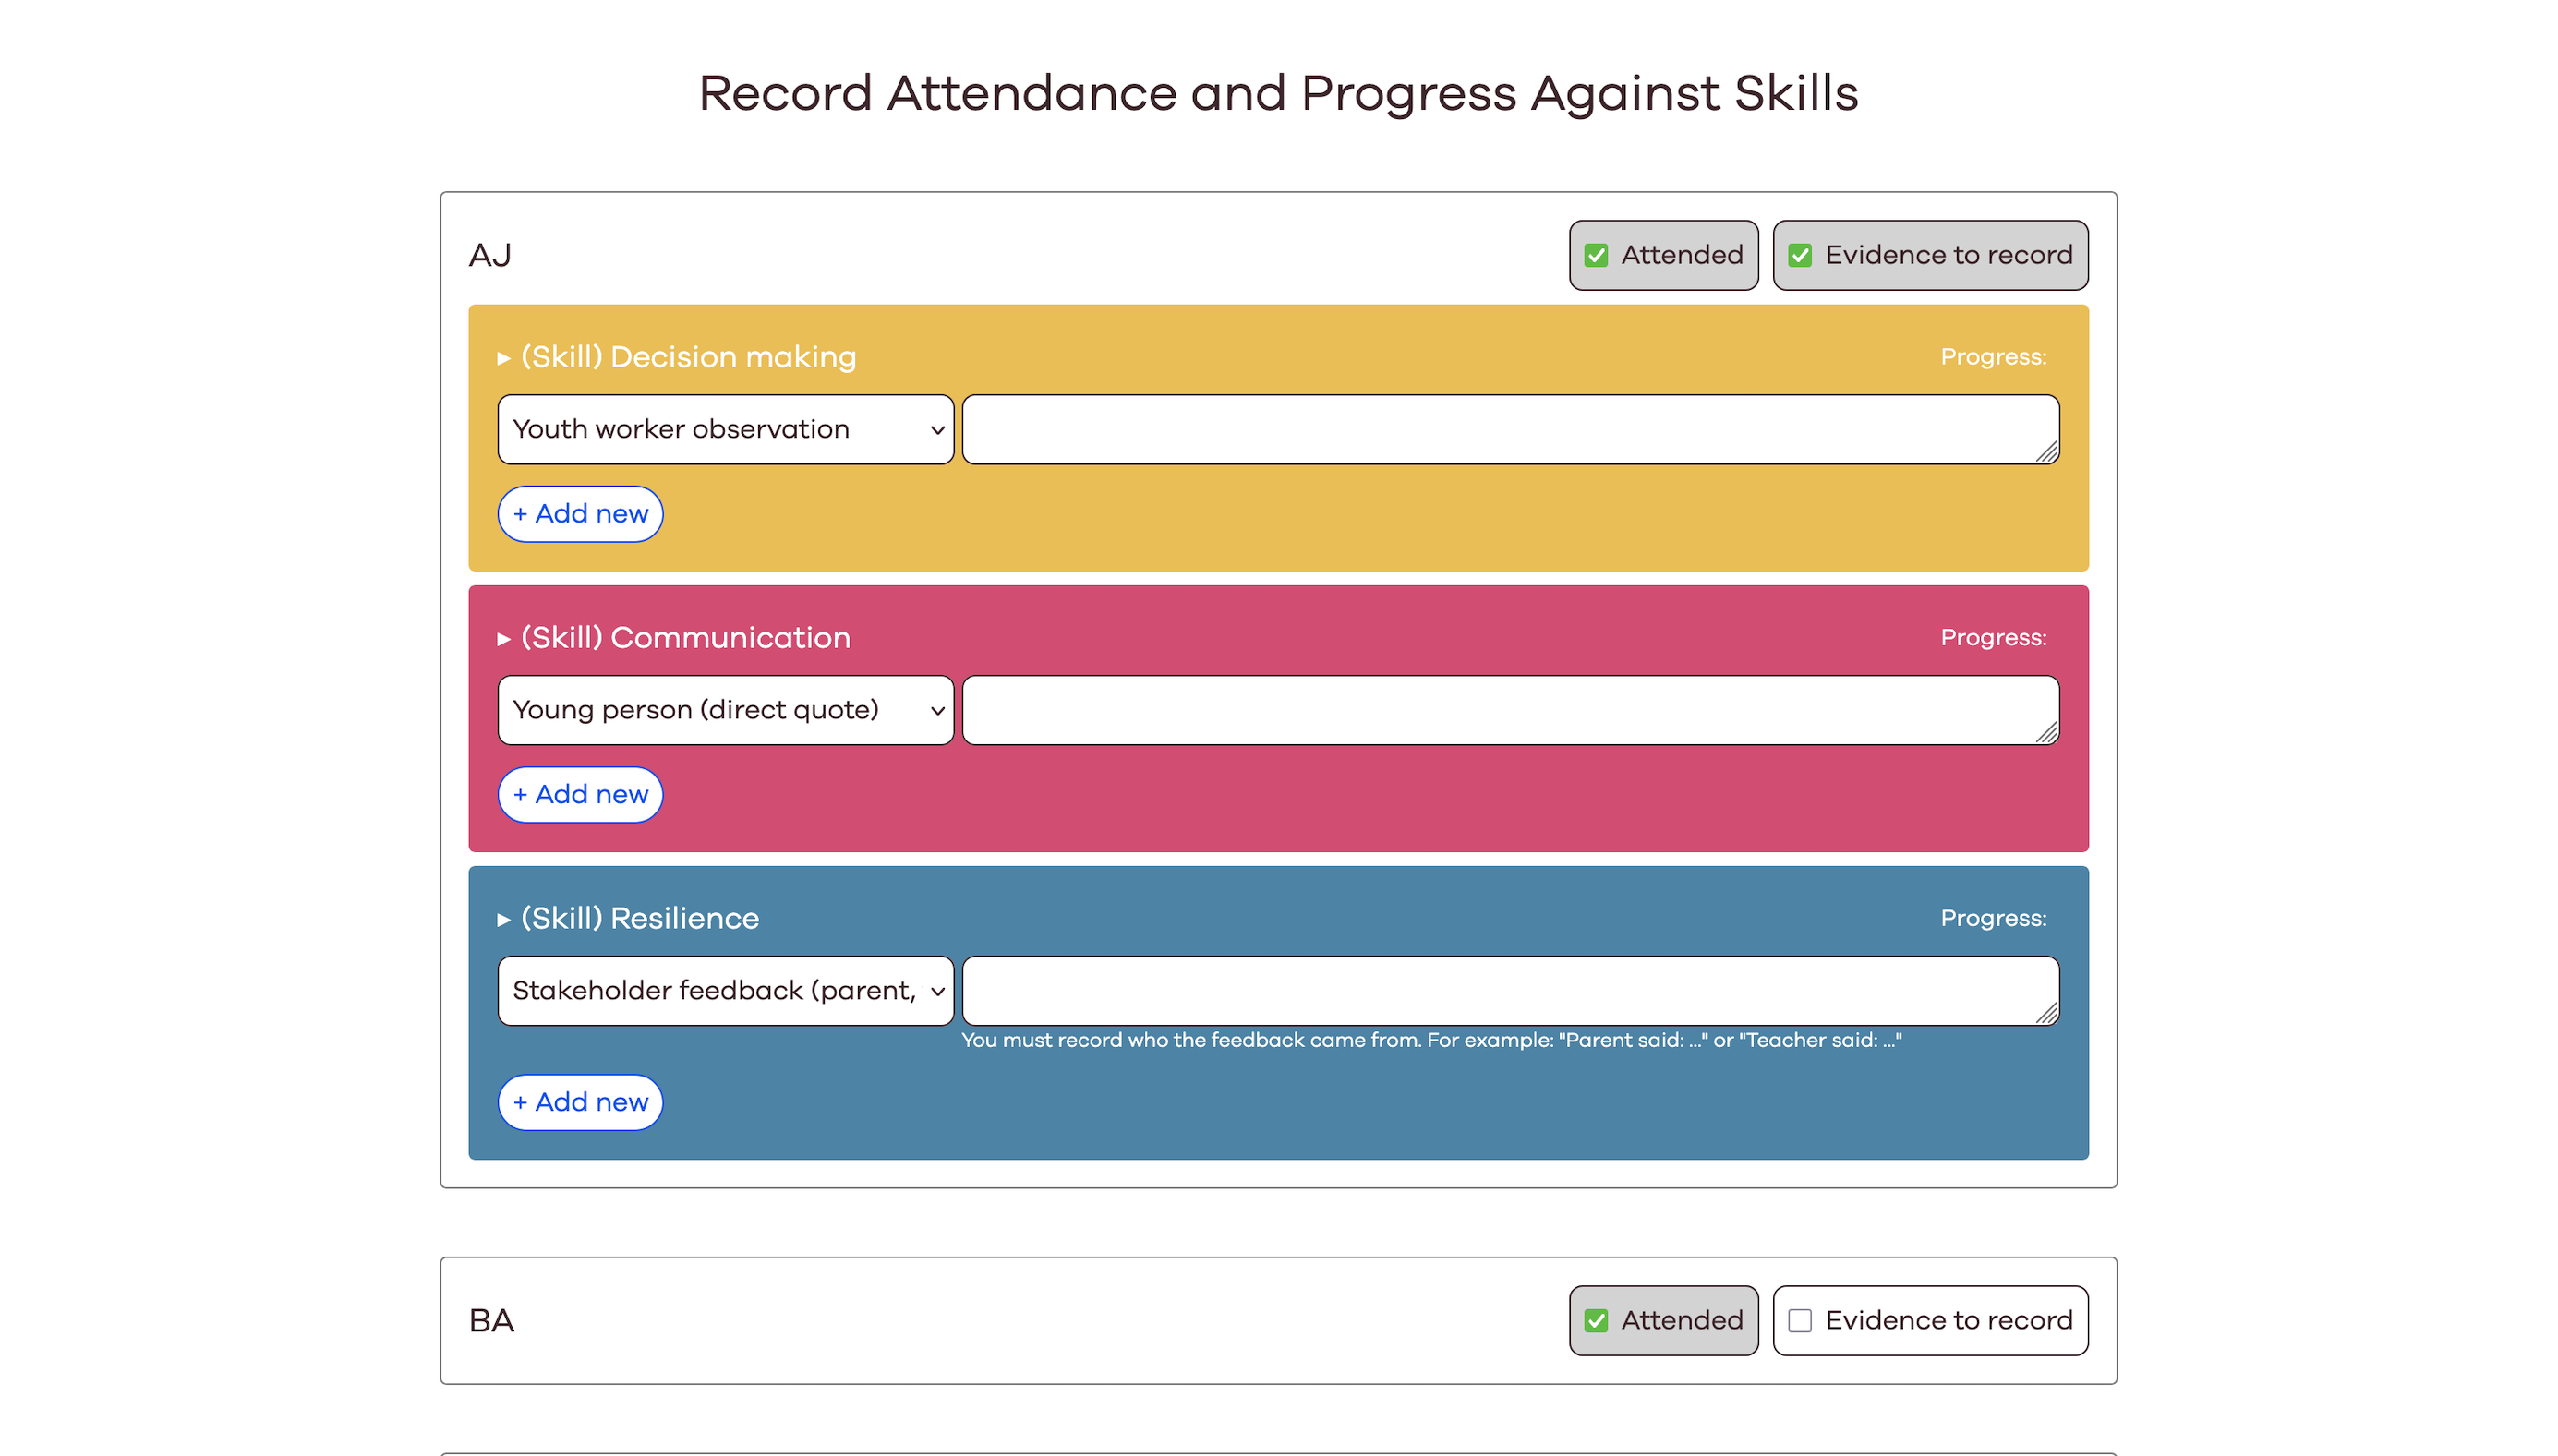 Record Attendance and Progress Against Skills
AJ
Attended
Evidence to record
▸ (Skill) Decision making
Progress:
Youth worker observation
+ Add new
▸ (Skill) Communication
Progress:
Young person (direct quote)
+ Add new
▸ (Skill) Resilience
Progress:
Stakeholder feedback (parent,
You must record who the feedback came from. For example: "Parent said: ..." or "Teacher said: ..."
+ Add new
BA
Attended
Evidence to record